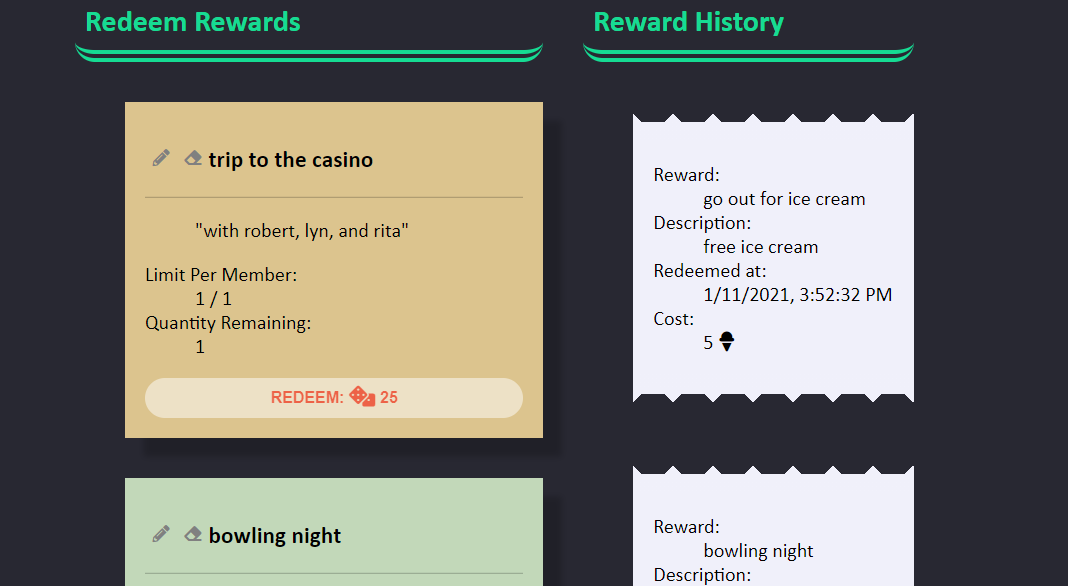 Redeem Rewards
trip to the casino
"with robert, lyn, and rita"
Limit Per Member:
1 / 1
Quantity Remaining:
1
REDEEM: 25
bowling night
Reward History
Reward:
go out for ice cream
Description:
free ice cream
Redeemed at:
1/11/2021, 3:52:32 PM
Cost:
5
Reward:
bowling night
Description: